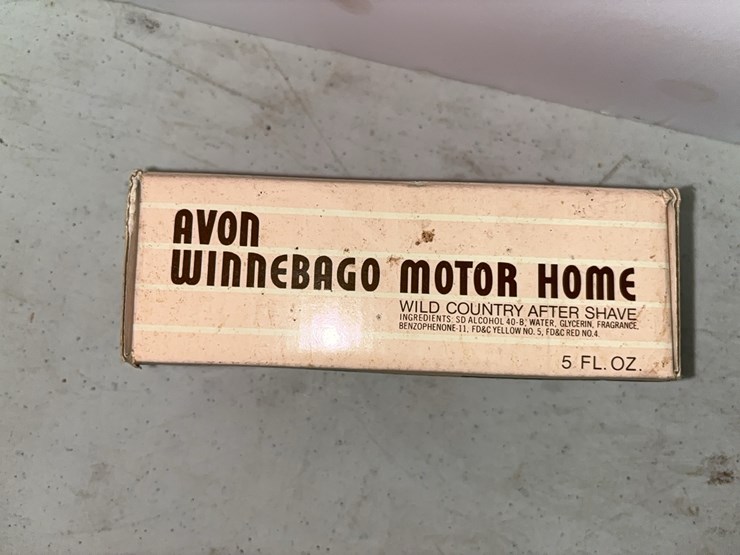 AVON
WINNEBAGO MOTOR HOME
WILD COUNTRY AFTER SHAVE
INGREDIENTS: SD ALCOHOL 40-B, WATER, GLYCERIN, FRAGRANCE,
BENZOPHENONE-11, FD&C YELLOW NO. 5, FD&C RED NO. 4
5 FL. OZ.